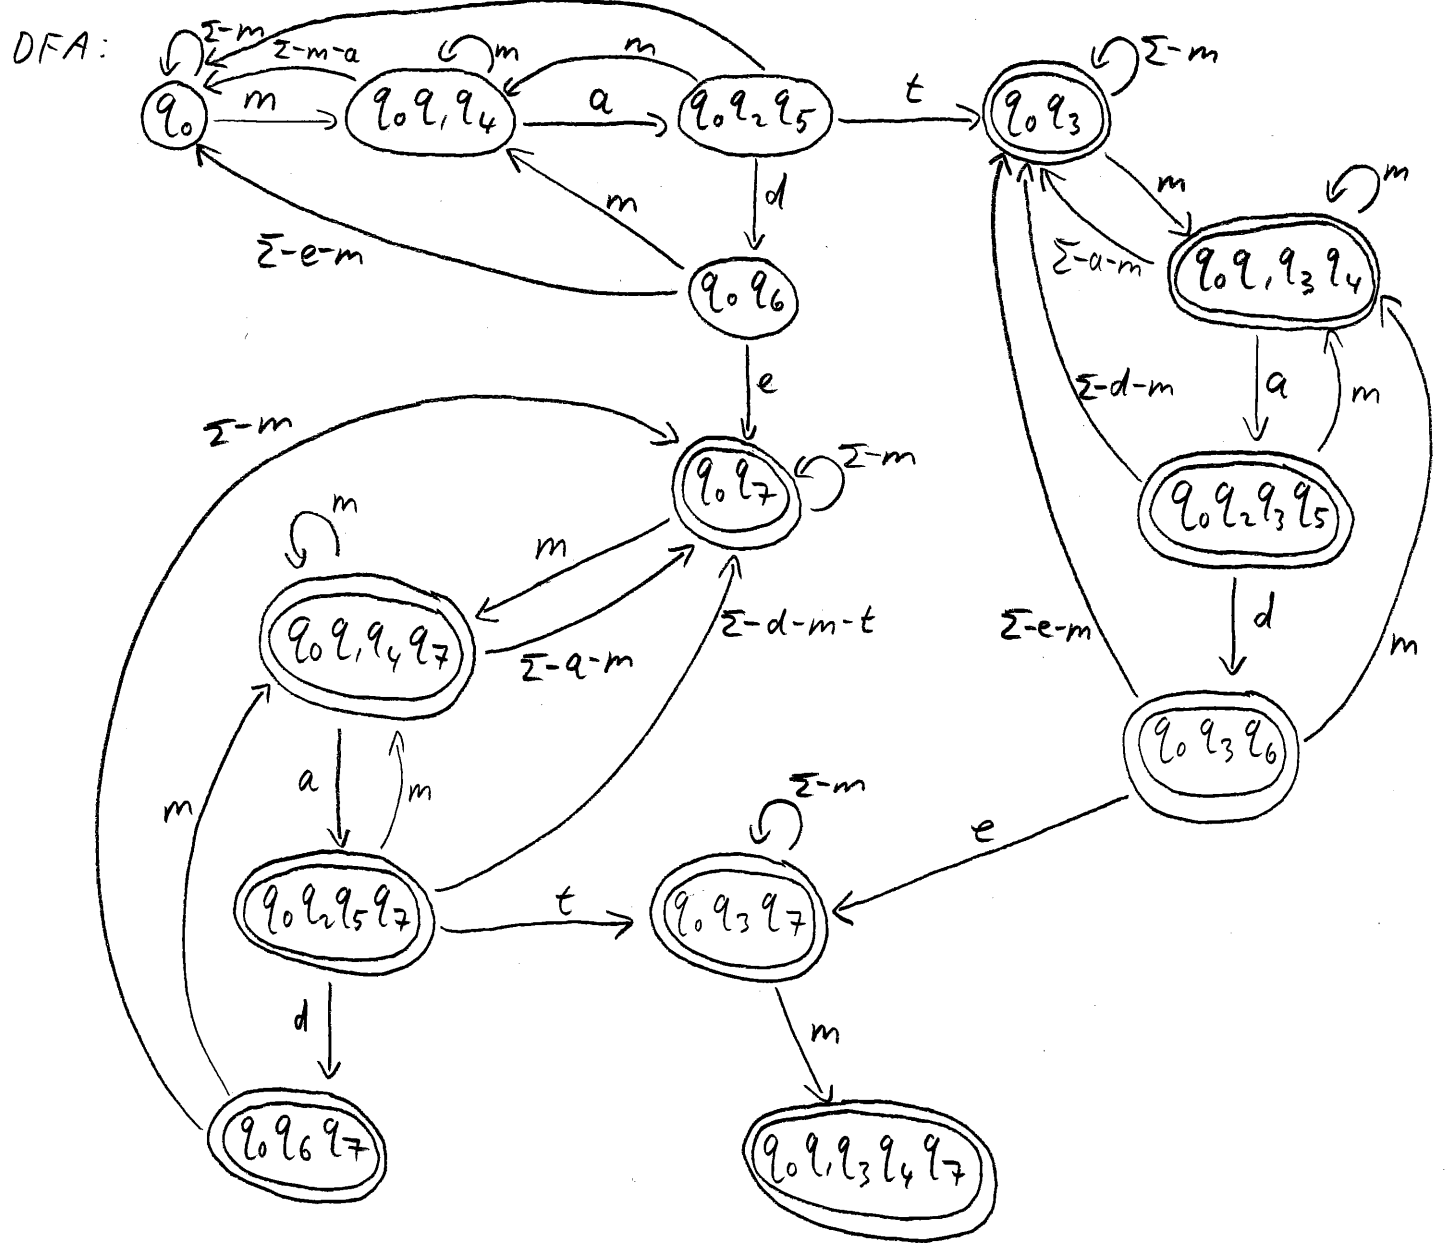 DFA:
Σ-m
Σ-m-a
m
m
Σ-m
q0
m
q0q1q4
a
q0q2q5
t
q0q3
m
m
d
m
Σ-e-m
Σ-a-m
q0q1q3q4
q0q6
e
Σ-d-m
a
m
Σ-m
Σ-m
q0q7
q0q2q3q5
m
m
Σ-d-m-t
Σ-e-m
d
q0q1q4q7
Σ-a-m
m
q0q3q6
a
m
Σ-m
m
e
q0q2q5q7
t
q0q3q7
d
m
q0q6q7
q0q1q3q4q7